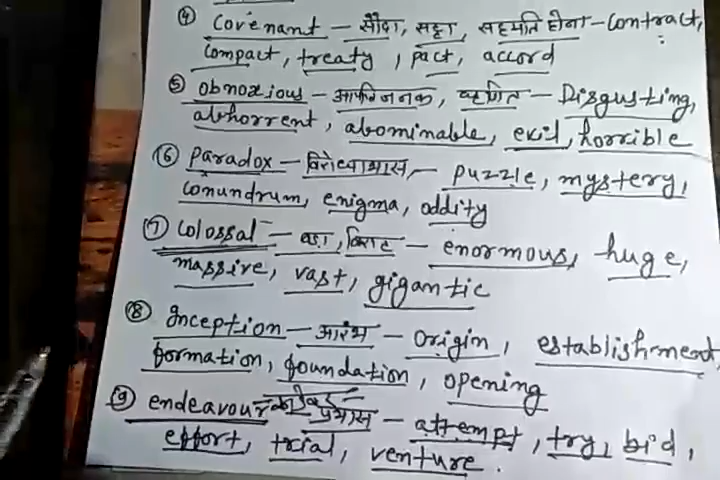 ④ Covenant – सौदा, सट्टा, सहमति होना – Contract,
Compact, treaty, pact, accord
⑤ obnoxious – आपत्तिजनक, घृणित – Disgusting,
abhorrent, abominable, evil, horrible
⑥ Paradox – विरोधाभास, – puzzle, mystery,
Conundrum, enigma, oddity
⑦ Colossal – बड़ा, विराट – enormous, huge,
massive, vast, gigantic
⑧ Inception – आरंभ – Origin, establishment,
formation, foundation, opening
⑨ endeavour – प्रयास – attempt, try, bid,
effort, trial, venture.